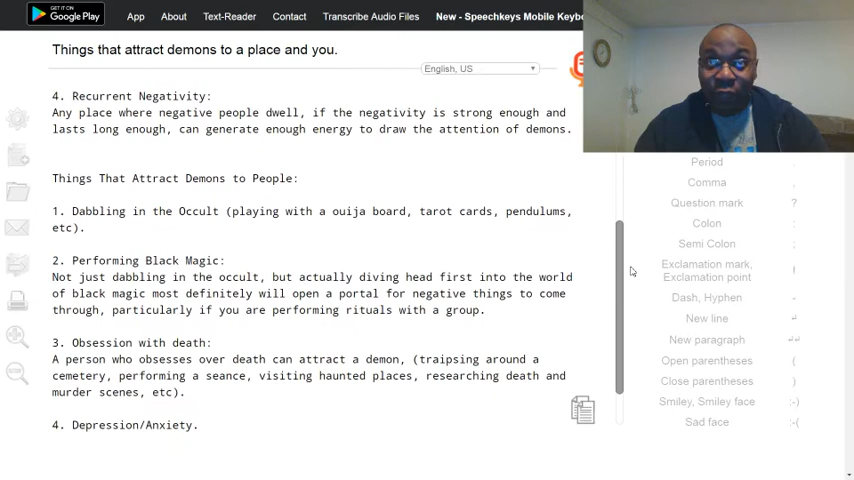 GET IT ON
Google Play
App
About
Text-Reader
Contact
Transcribe Audio Files
New - Speechkeys Mobile
Things that attract demons to a place and you.
English, US
4. Recurrent Negativity:
Any place where negative people dwell, if the negativity is strong enough and
lasts long enough, can generate enough energy to draw the attention of demons.
Things That Attract Demons to People:
1. Dabbling in the Occult (playing with a ouija board, tarot cards, pendulums,
etc).
2. Performing Black Magic:
Not just dabbling in the occult, but actually diving head first into the world
of black magic most definitely will open a portal for negative things to come
through, particularly if you are performing rituals with a group.
3. Obsession with death:
A person who obsesses over death can attract a demon, (traipsing around a
cemetery, performing a seance, visiting haunted places, researching death and
murder scenes, etc).
4. Depression/Anxiety.
Period .
Comma ,
Question mark ?
Colon :
Semi Colon ;
Exclamation mark, !
Exclamation point
Dash, Hyphen -
New line ↵
New paragraph ↵↵
Open parentheses (
Close parentheses )
Smiley, Smiley face :-)
Sad face :-(